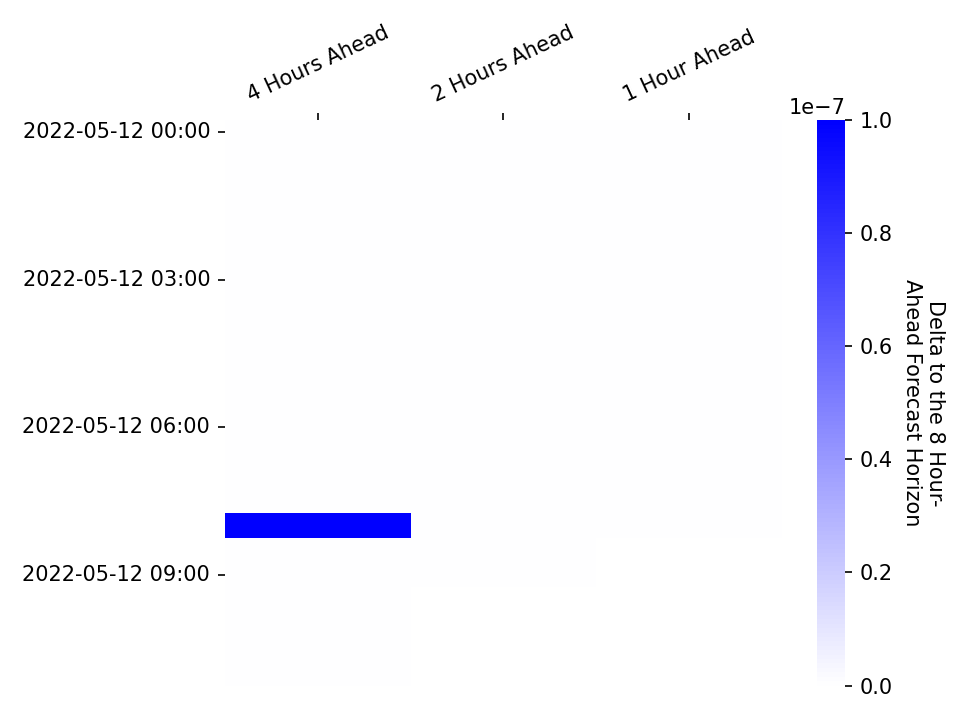 4 Hours Ahead
2 Hours Ahead
1 Hour Ahead
2022-05-12 00:00
2022-05-12 03:00
2022-05-12 06:00
2022-05-12 09:00
1e−7
1.0
0.8
0.6
0.4
0.2
0.0
Delta to the 8 Hour-
Ahead Forecast Horizon